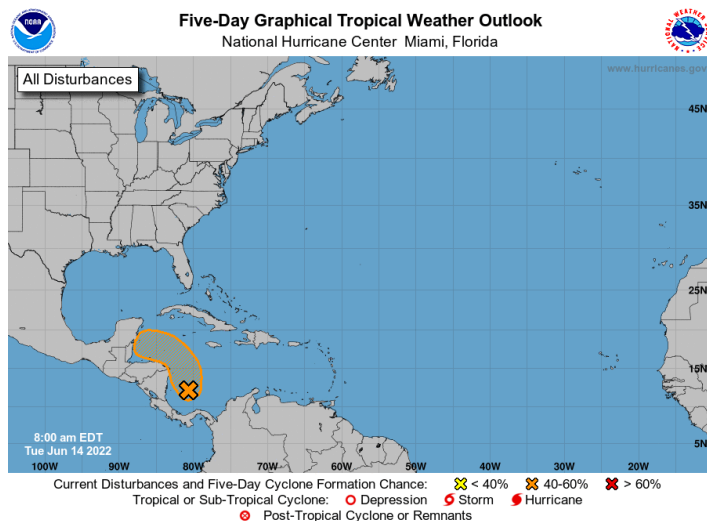 Five-Day Graphical Tropical Weather Outlook
National Hurricane Center Miami, Florida
NOAA
All Disturbances
www.hurricanes.gov
45N
35N
25N
15N
5N
8:00 am EDT
Tue Jun 14 2022
100W 90W 80W 70W 60W 50W 40W 30W 20W 10W
Current Disturbances and Five-Day Cyclone Formation Chance: < 40% 40-60% > 60%
Tropical or Sub-Tropical Cyclone: Depression Storm Hurricane
Post-Tropical Cyclone or Remnants